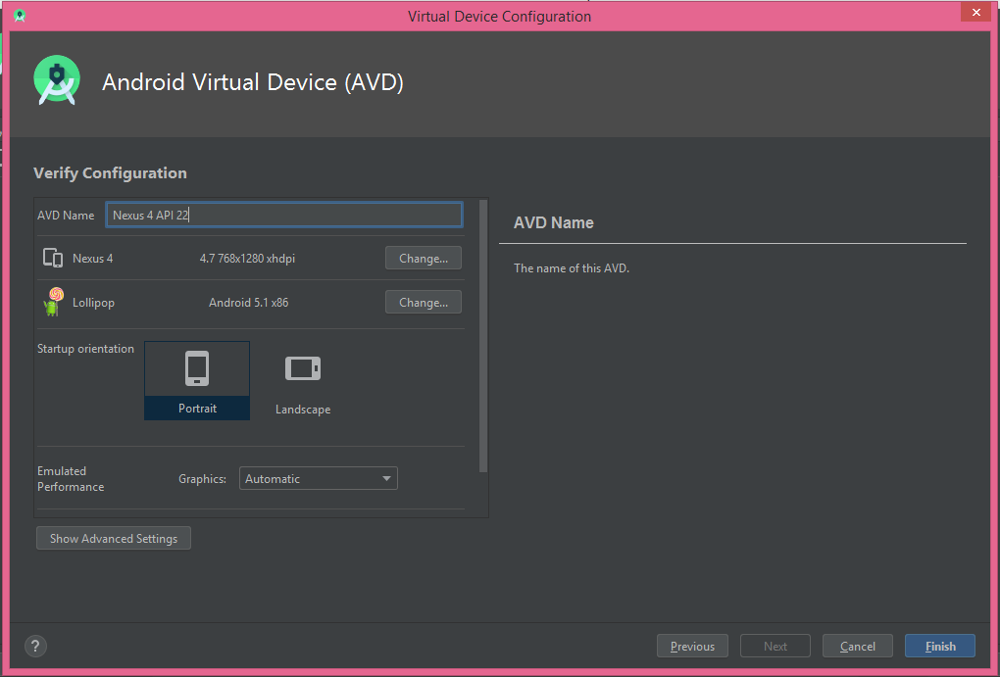 Virtual Device Configuration
Android Virtual Device (AVD)
Verify Configuration
AVD Name Nexus 4 API 22
Nexus 4 4.7 768x1280 xhdpi Change...
Lollipop Android 5.1 x86 Change...
Startup orientation
Portrait
Landscape
Emulated
Performance
Graphics: Automatic
Show Advanced Settings
AVD Name
The name of this AVD.
? Previous Next Cancel Finish